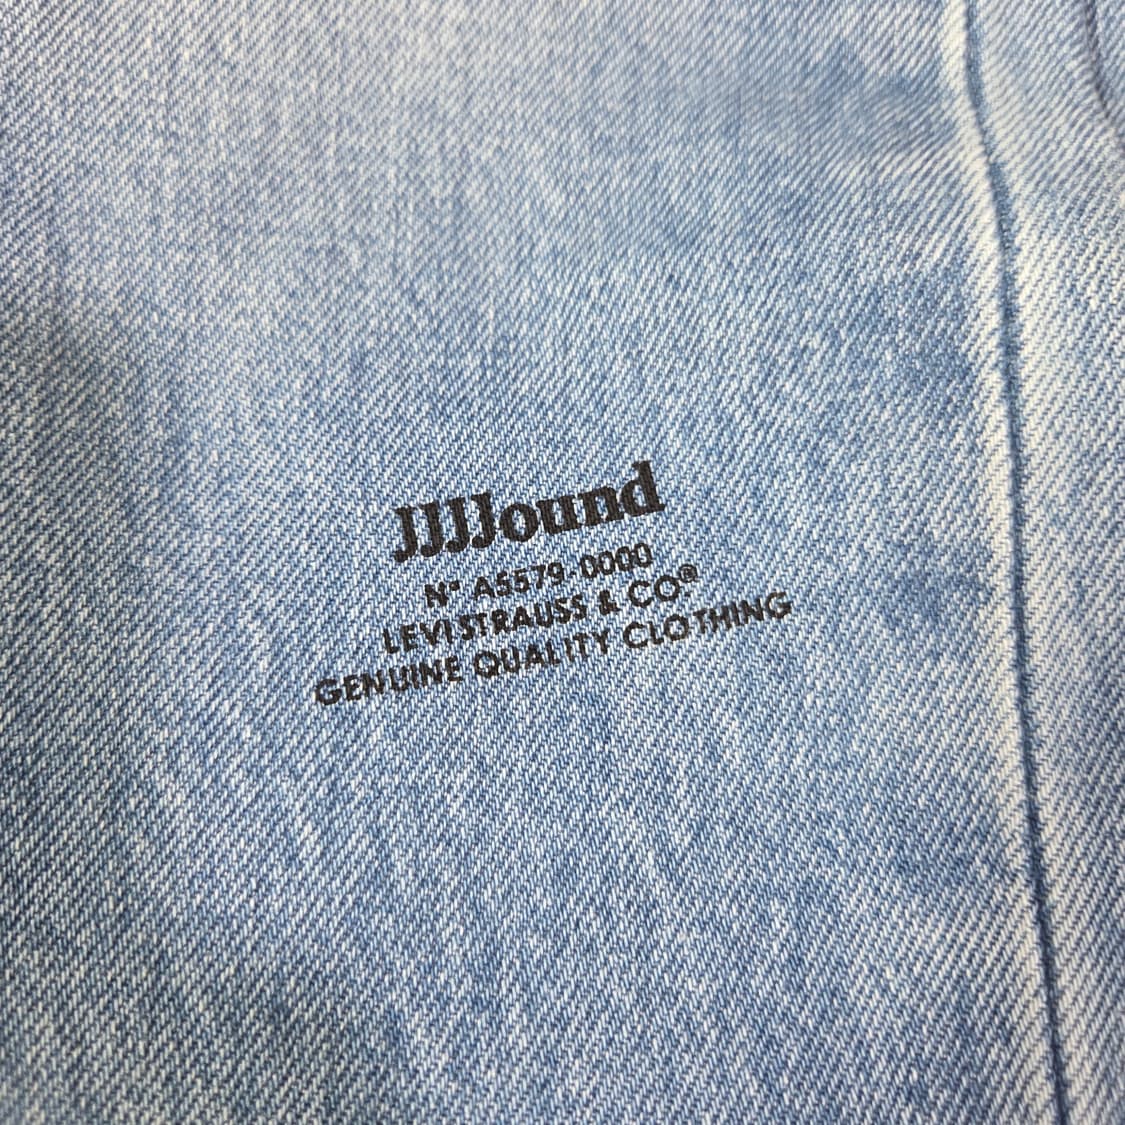 JJJJound
Nº A5579-0000
LEVI STRAUSS & CO®
GENUINE QUALITY CLOTHING